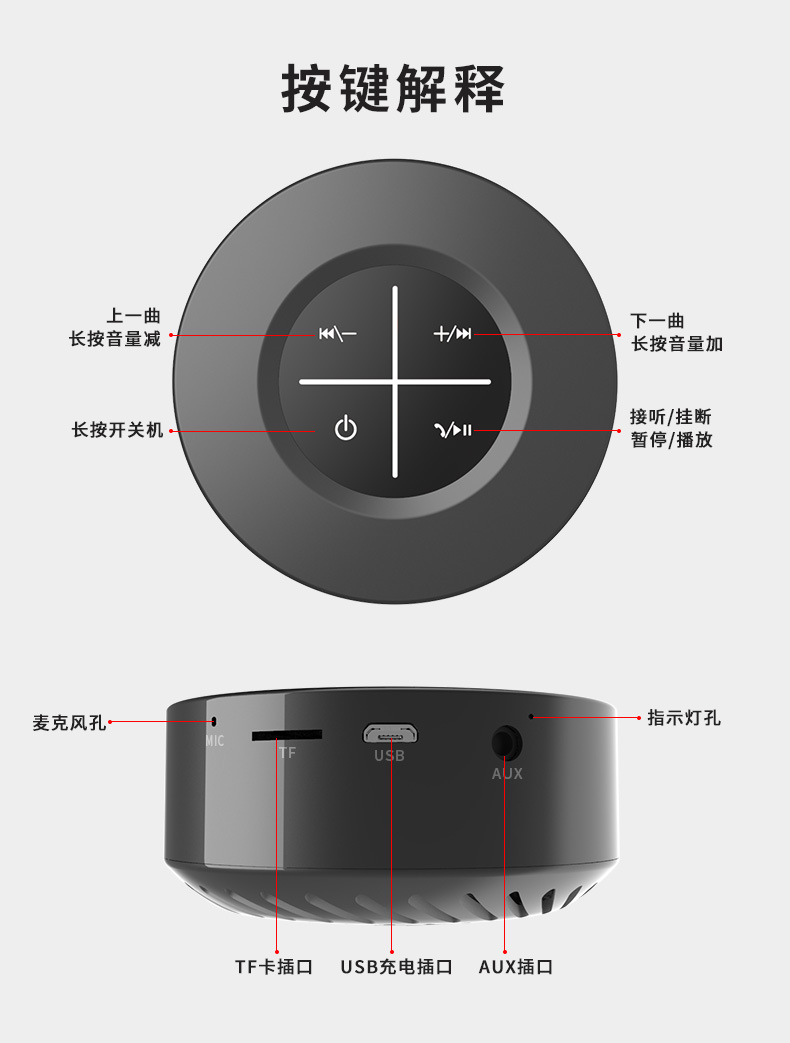 按键解释
上一曲
长按音量减
下一曲
长按音量加
长按开关机
接听/挂断
暂停/播放
麦克风孔
指示灯孔
MIC
TF
USB
AUX
TF卡插口
USB充电插口
AUX插口